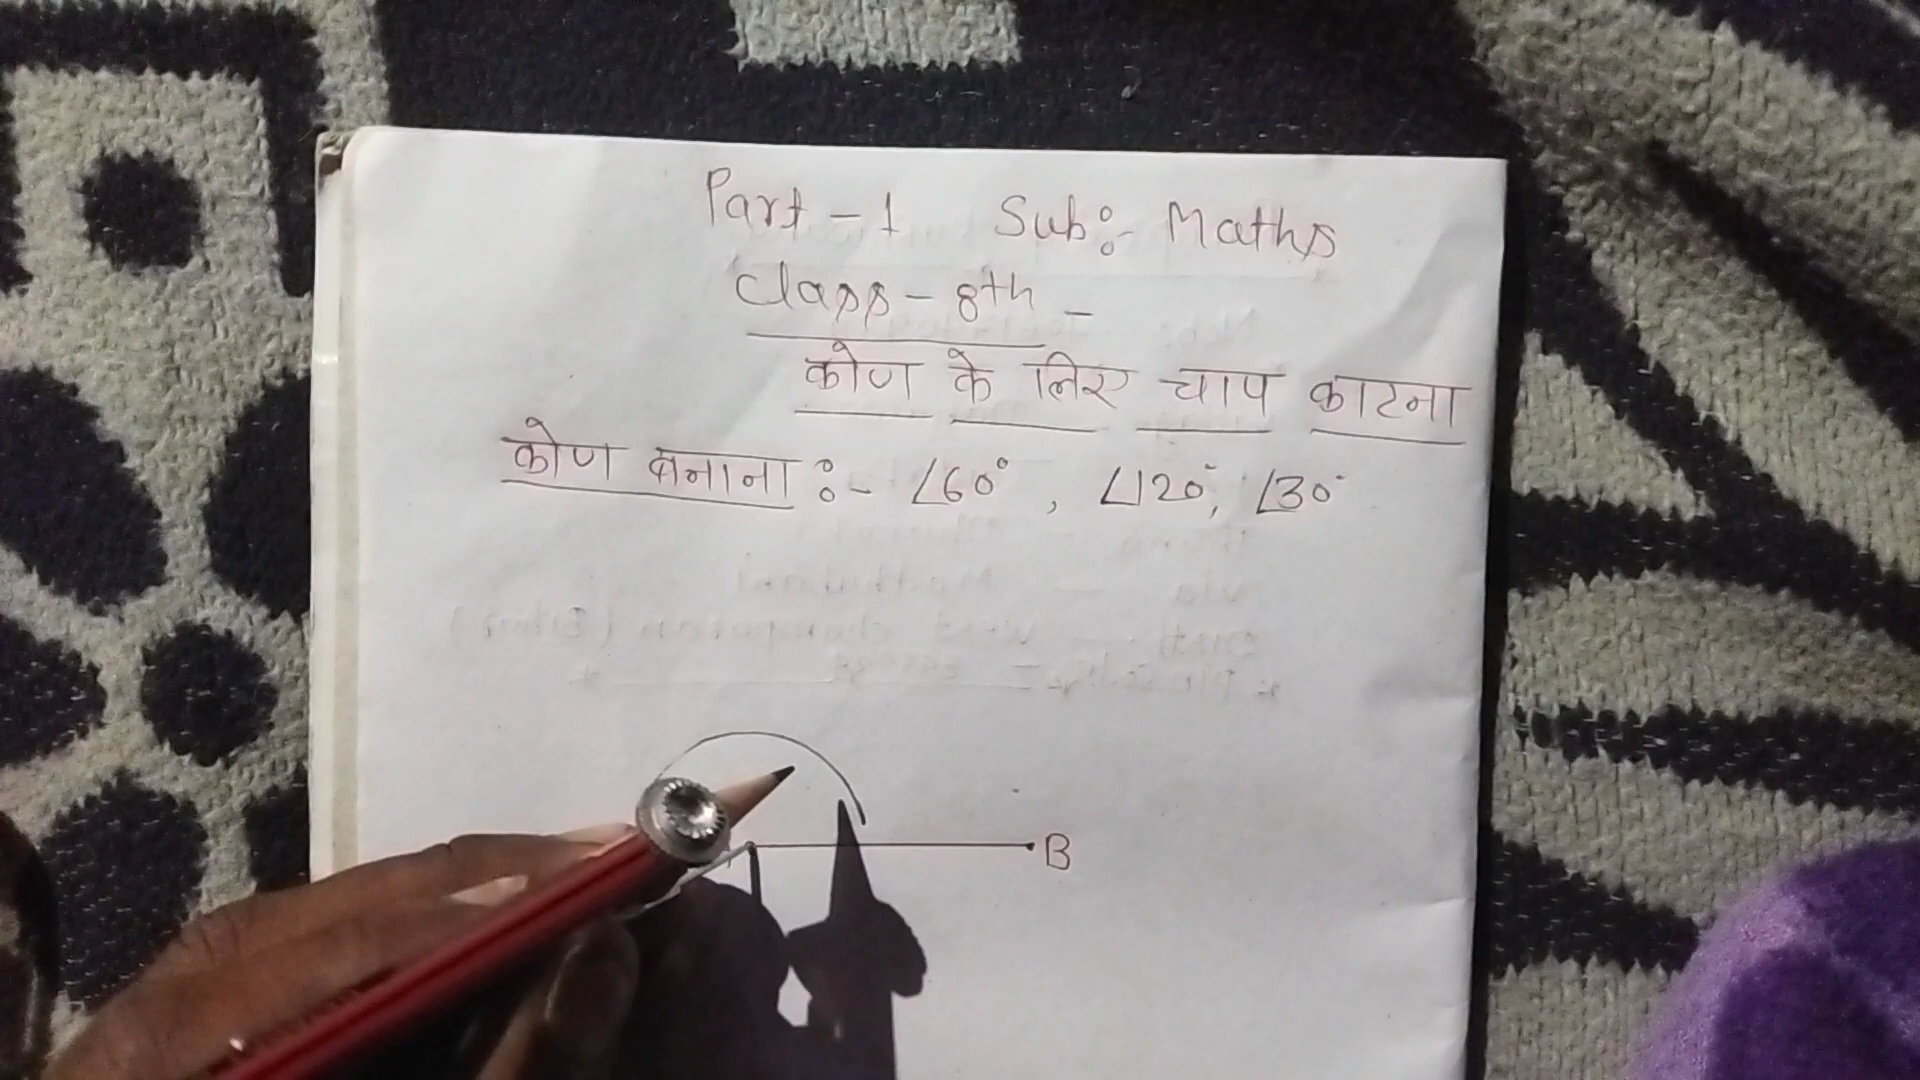 Part - 1 Sub:- Maths
Class - 8th -
कोण के लिए चाप काटना
कोण बनाना :- ∠60°, ∠120°, ∠30°
B